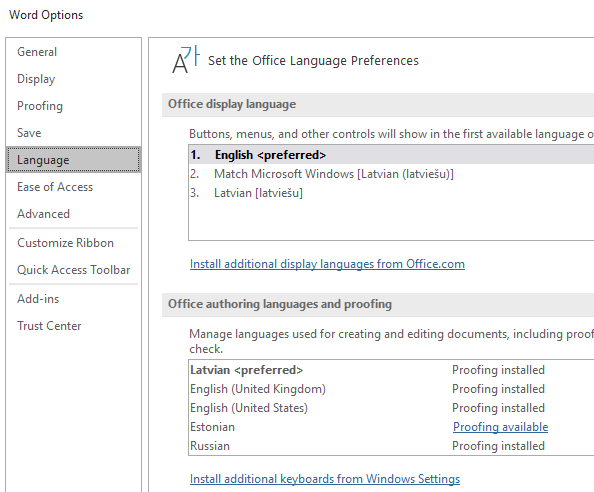 Word Options
General
Display
Proofing
Save
Language
Ease of Access
Advanced
Customize Ribbon
Quick Access Toolbar
Add-ins
Trust Center
Set the Office Language Preferences
Office display language
Buttons, menus, and other controls will show in the first available language o
1. English <preferred>
2. Match Microsoft Windows [Latvian (latviešu)]
3. Latvian [latviešu]
Install additional display languages from Office.com
Office authoring languages and proofing
Manage languages used for creating and editing documents, including proof
check.
Latvian <preferred> Proofing installed
English (United Kingdom) Proofing installed
English (United States) Proofing installed
Estonian Proofing available
Russian Proofing installed
Install additional keyboards from Windows Settings